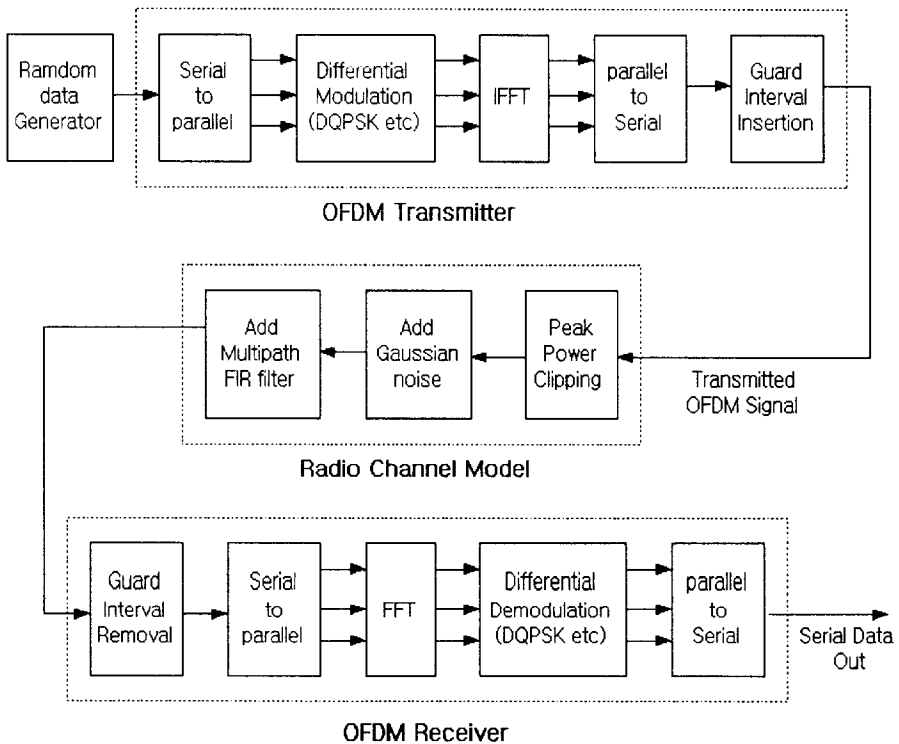 Ramdom
data
Generator
Serial
to
parallel
Differential
Modulation
(DQPSK etc)
IFFT
parallel
to
Serial
Guard
Interval
Insertion
OFDM Transmitter
Add
Multipath
FIR filter
Add
Gaussian
noise
Peak
Power
Clipping
Transmitted
OFDM Signal
Radio Channel Model
Guard
Interval
Removal
Serial
to
parallel
FFT
Differential
Demodulation
(DQPSK etc)
parallel
to
Serial
Serial Data
Out
OFDM Receiver